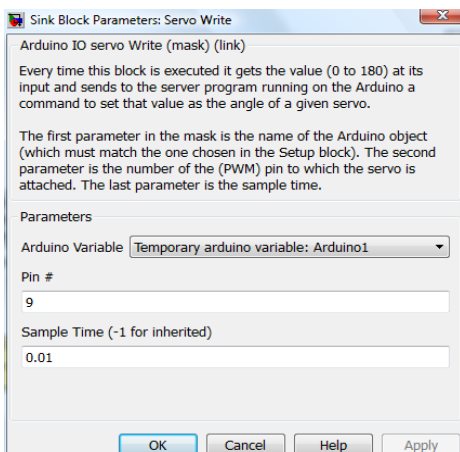 Sink Block Parameters: Servo Write
Arduino IO servo Write (mask) (link)
Every time this block is executed it gets the value (0 to 180) at its
input and sends to the server program running on the Arduino a
command to set that value as the angle of a given servo.
The first parameter in the mask is the name of the Arduino object
(which must match the one chosen in the Setup block). The second
parameter is the number of the (PWM) pin to which the servo is
attached. The last parameter is the sample time.
Parameters
Arduino Variable Temporary arduino variable: Arduino1
Pin #
9
Sample Time (-1 for inherited)
0.01
OK Cancel Help Apply